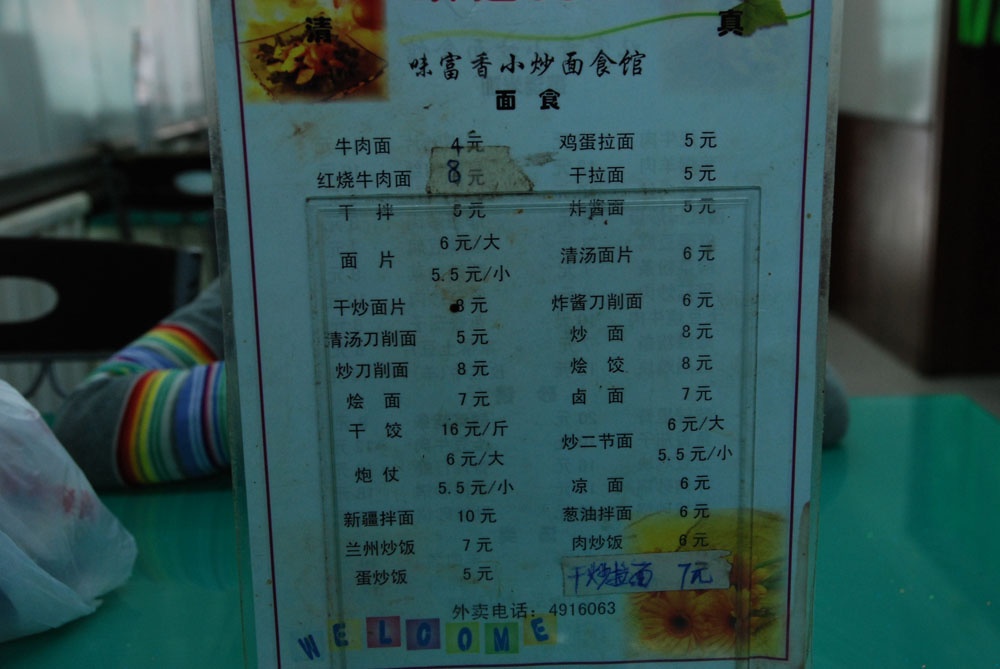 清 真
味富香小炒面食馆
面 食
牛肉面 4元 鸡蛋拉面 5元
红烧牛肉面 8元 干拉面 5元
干 拌 5元 炸酱面 5元
面 片 6元/大 5.5元/小 清汤面片 6元
干炒面片 8元 炸酱刀削面 6元
清汤刀削面 5元 炒 面 8元
炒刀削面 8元 烩 饺 8元
烩 面 7元 卤 面 7元
干 饺 16元/斤 炒二节面 6元/大 5.5元/小
炮 仗 6元/大 5.5元/小 凉 面 6元
新疆拌面 10元 葱油拌面 6元
兰州炒饭 7元 肉炒饭 6元
蛋炒饭 5元 干炒拉面 7元
外卖电话：4916063
WELOOME